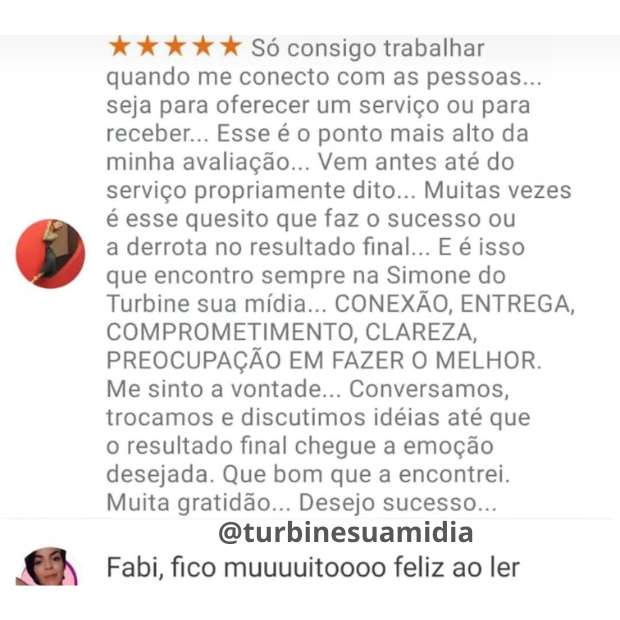 ★★★★★ Só consigo trabalhar
quando me conecto com as pessoas...
seja para oferecer um serviço ou para
receber... Esse é o ponto mais alto da
minha avaliação... Vem antes até do
serviço propriamente dito... Muitas vezes
é esse quesito que faz o sucesso ou
a derrota no resultado final... E é isso
que encontro sempre na Simone do
Turbine sua mídia... CONEXÃO, ENTREGA,
COMPROMETIMENTO, CLAREZA,
PREOCUPAÇÃO EM FAZER O MELHOR.
Me sinto a vontade... Conversamos,
trocamos e discutimos idéias até que
o resultado final chegue a emoção
desejada. Que bom que a encontrei.
Muita gratidão... Desejo sucesso...
@turbinesuamidia
Fabi, fico muuuuitoooo feliz ao ler